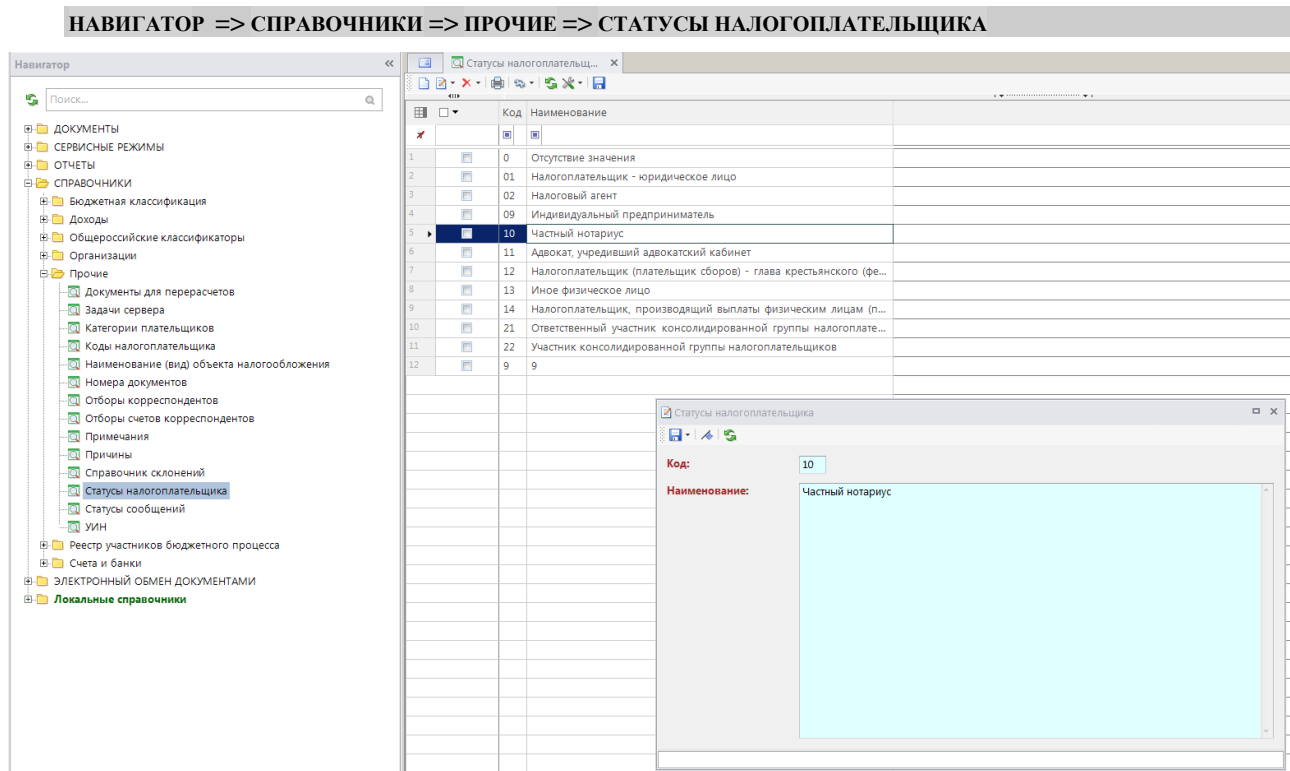 НАВИГАТОР => СПРАВОЧНИКИ => ПРОЧИЕ => СТАТУСЫ НАЛОГОПЛАТЕЛЬЩИКА
Навигатор
Поиск...
ДОКУМЕНТЫ
СЕРВИСНЫЕ РЕЖИМЫ
ОТЧЕТЫ
СПРАВОЧНИКИ
Бюджетная классификация
Доходы
Общероссийские классификаторы
Организации
Прочие
Документы для перерасчетов
Задачи сервера
Категории плательщиков
Коды налогоплательщика
Наименование (вид) объекта налогообложения
Номера документов
Отборы корреспондентов
Отборы счетов корреспондентов
Примечания
Причины
Справочник склонений
Статусы налогоплательщика
Статусы сообщений
УИН
Реестр участников бюджетного процесса
Счета и банки
ЭЛЕКТРОННЫЙ ОБМЕН ДОКУМЕНТАМИ
Локальные справочники
Статусы налогоплательщ...
Код Наименование
1 0 Отсутствие значения
2 01 Налогоплательщик - юридическое лицо
3 02 Налоговый агент
4 09 Индивидуальный предприниматель
5 10 Частный нотариус
6 11 Адвокат, учредивший адвокатский кабинет
7 12 Налогоплательщик (плательщик сборов) - глава крестьянского (фе...
8 13 Иное физическое лицо
9 14 Налогоплательщик, производящий выплаты физическим лицам (п...
10 21 Ответственный участник консолидированной группы налогоплате...
11 22 Участник консолидированной группы налогоплательщиков
12 9 9
Статусы налогоплательщика
Код: 10
Наименование: Частный нотариус